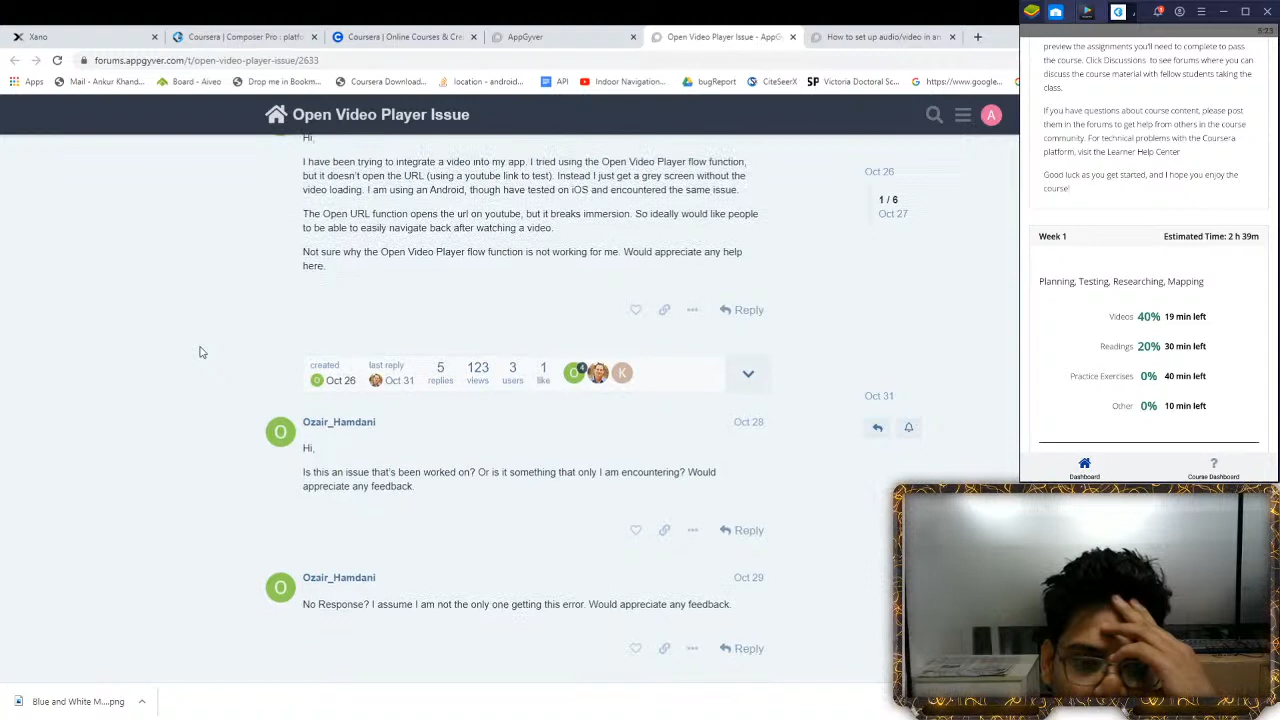 Xano
Coursera | Composer Pro : platf
Coursera | Online Courses & Cre
AppGyver
Open Video Player Issue - AppG
How to set up audio/video in an
forums.appgyver.com/t/open-video-player-issue/2633
Apps
Mail - Ankur Khand...
Board - Aiveo
Drop me in Bookm...
Coursera Download...
location - android...
API
Indoor Navigation...
bugReport
CiteSeerX
SP Victoria Doctoral Sc...
https://www.google...
Open Video Player Issue
A
Hi,
I have been trying to integrate a video into my app. I tried using the Open Video Player flow function,
but it doesn't open the URL (using a youtube link to test). Instead I just get a grey screen without the
video loading. I am using an Android, though have tested on iOS and encountered the same issue.
The Open URL function opens the url on youtube, but it breaks immersion. So ideally would like people
to be able to easily navigate back after watching a video.
Not sure why the Open Video Player flow function is not working for me. Would appreciate any help
here.
Reply
Oct 26
1 / 6
Oct 27
Oct 31
created
O Oct 26
last reply
Oct 31
5
replies
123
views
3
users
1
like
O 4
K
O
Ozair_Hamdani
Oct 28
Hi,
Is this an issue that's been worked on? Or is it something that only I am encountering? Would
appreciate any feedback.
Reply
O
Ozair_Hamdani
Oct 29
No Response? I assume I am not the only one getting this error. Would appreciate any feedback.
Reply
Blue and White M....png
5:23
preview the assignments you'll need to complete to pass
the course. Click Discussions to see forums where you can
discuss the course material with fellow students taking the
class.
If you have questions about course content, please post
them in the forums to get help from others in the course
community. For technical problems with the Coursera
platform, visit the Learner Help Center
Good luck as you get started, and I hope you enjoy the
course!
Week 1
Estimated Time: 2 h 39m
Planning, Testing, Researching, Mapping
Videos 40% 19 min left
Readings 20% 30 min left
Practice Exercises 0% 40 min left
Other 0% 10 min left
Dashboard
?
Course Dashboard